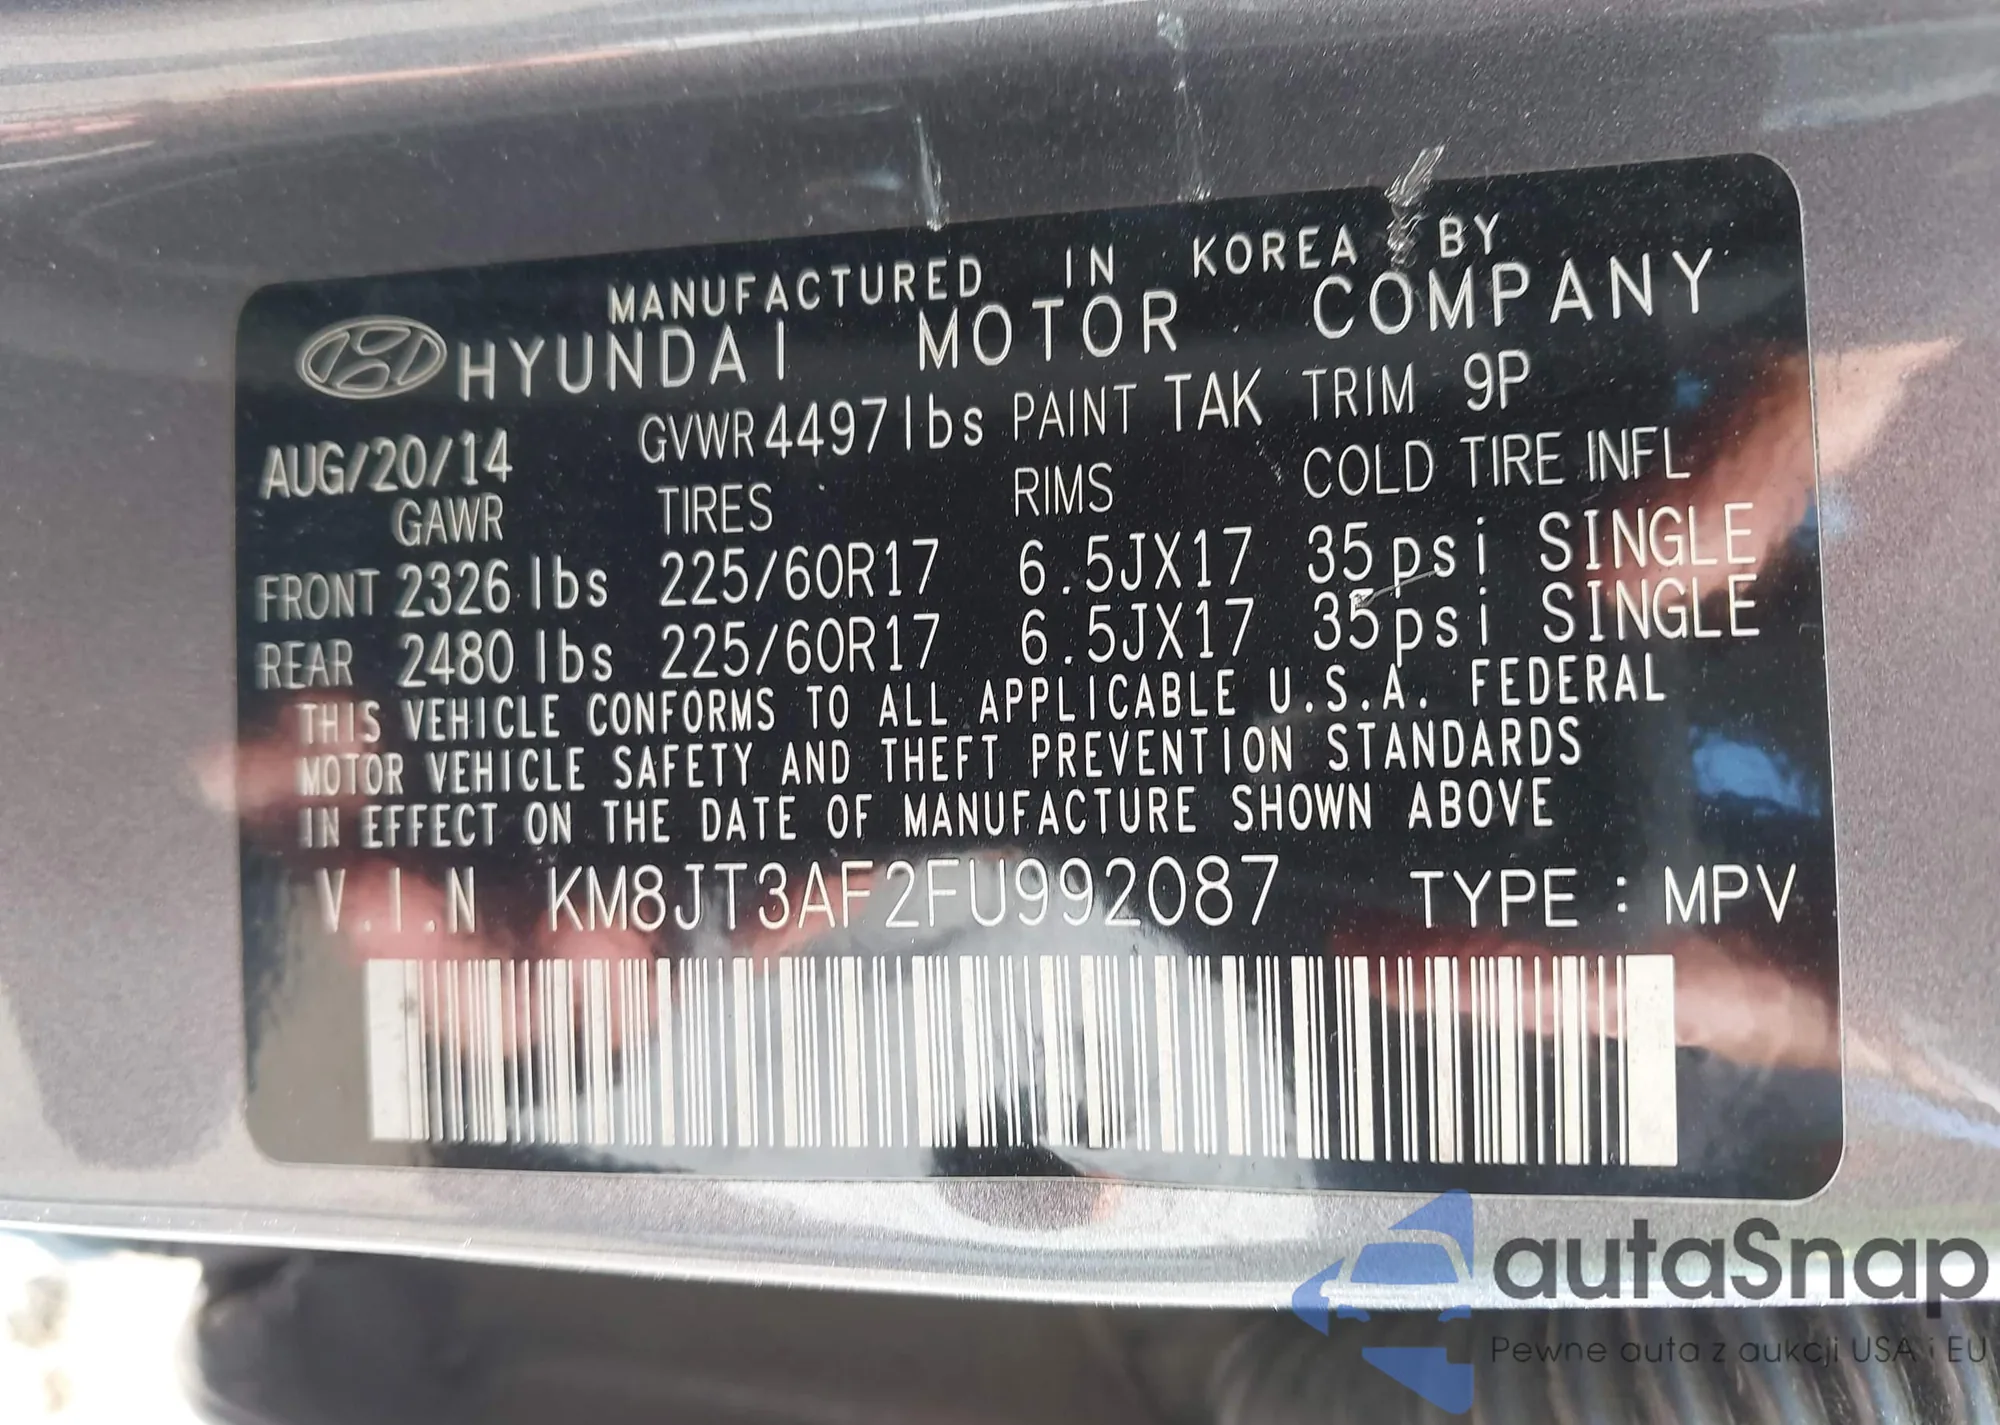 MANUFACTURED IN KOREA BY
HYUNDAI MOTOR COMPANY
AUG/20/14 GVWR 4497 lbs PAINT TAK TRIM 9P
GAWR TIRES RIMS COLD TIRE INFL
FRONT 2326 lbs 225/60R17 6.5JX17 35psi SINGLE
REAR 2480 lbs 225/60R17 6.5JX17 35psi SINGLE
THIS VEHICLE CONFORMS TO ALL APPLICABLE U.S.A. FEDERAL
MOTOR VEHICLE SAFETY AND THEFT PREVENTION STANDARDS
IN EFFECT ON THE DATE OF MANUFACTURE SHOWN ABOVE
V.I.N KM8JT3AF2FU992087 TYPE : MPV
autaSnap
Pewne auta z aukcji USA i EU